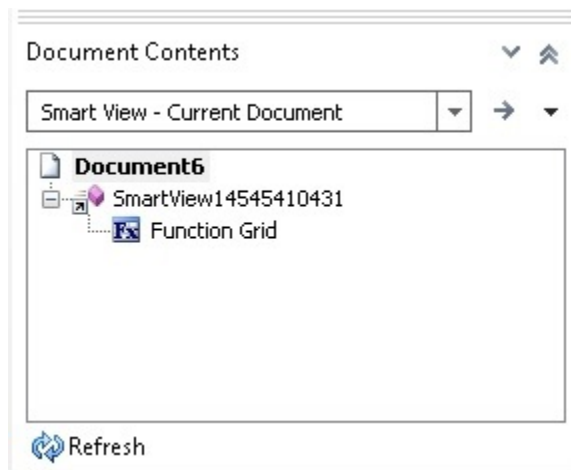 Document Contents
Smart View - Current Document
Document6
SmartView14545410431
Fx Function Grid
Refresh